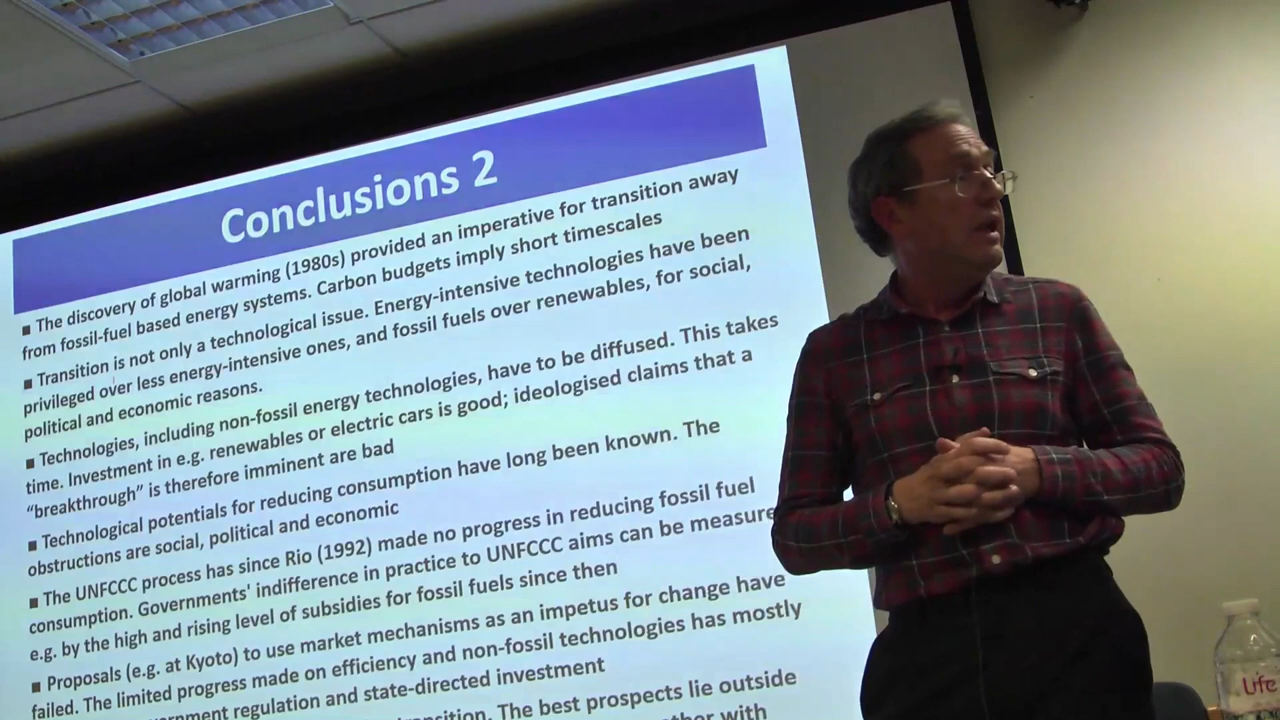 Conclusions 2
■ The discovery of global warming (1980s) provided an imperative for transition away
from fossil-fuel based energy systems. Carbon budgets imply short timescales
■ Transition is not only a technological issue. Energy-intensive technologies have been
privileged over less energy-intensive ones, and fossil fuels over renewables, for social,
political and economic reasons.
■ Technologies, including non-fossil energy technologies, have to be diffused. This takes
time. Investment in e.g. renewables or electric cars is good; ideologised claims that a
“breakthrough” is therefore imminent are bad
■ Technological potentials for reducing consumption have long been known. The
obstructions are social, political and economic
■ The UNFCCC process has since Rio (1992) made no progress in reducing fossil fuel
consumption. Governments' indifference in practice to UNFCCC aims can be measure
e.g. by the high and rising level of subsidies for fossil fuels since then
■ Proposals (e.g. at Kyoto) to use market mechanisms as an impetus for change have
failed. The limited progress made on efficiency and non-fossil technologies has mostly
regulation and state-directed investment
The best prospects lie outside
with
Life